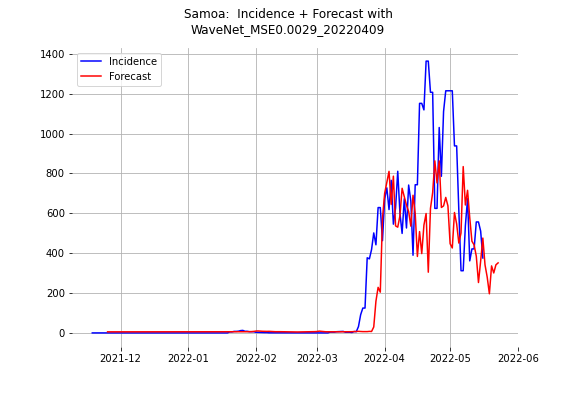 Samoa:  Incidence + Forecast with
WaveNet_MSE0.0029_20220409
Incidence
Forecast
1400
1200
1000
800
600
400
200
0
2021-12 2022-01 2022-02 2022-03 2022-04 2022-05 2022-06